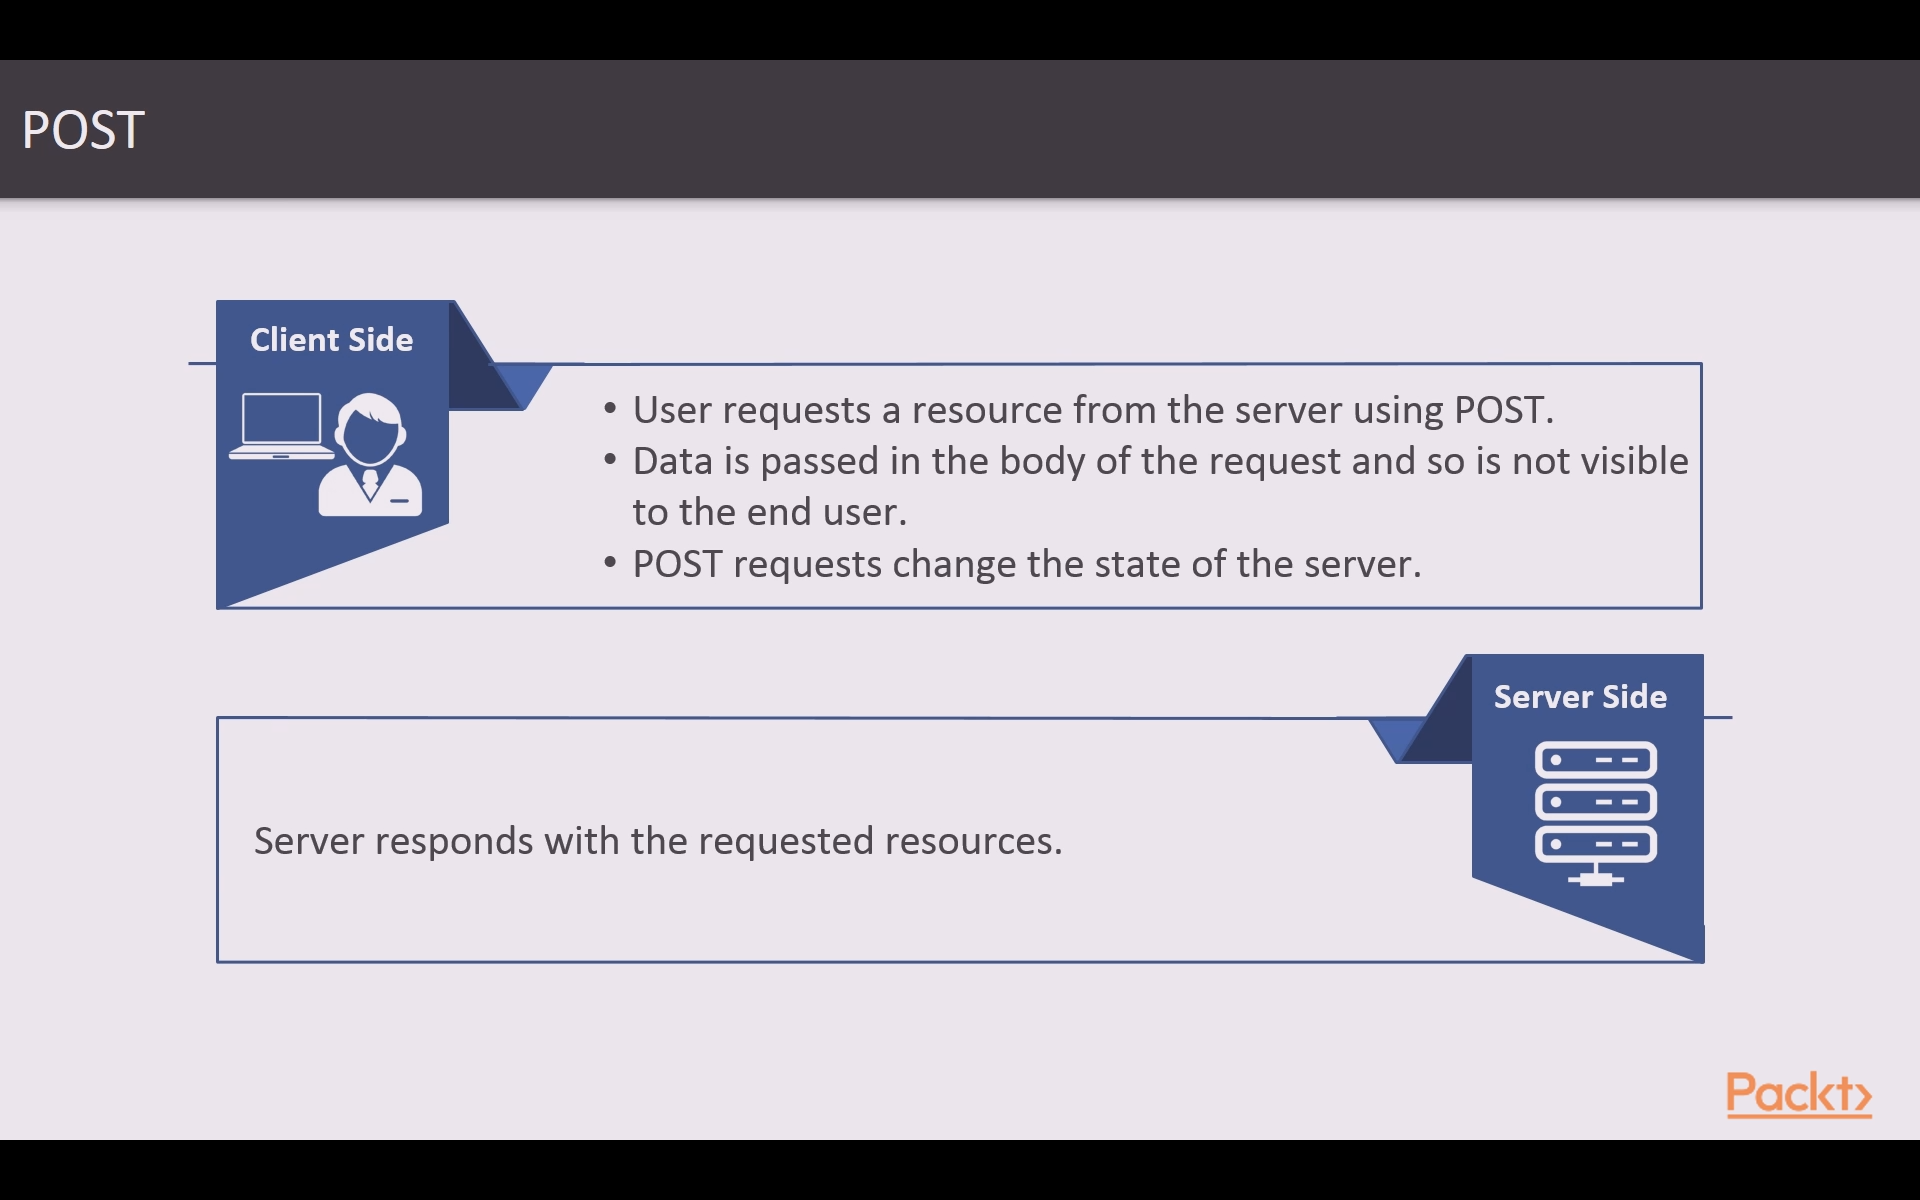 POST
Client Side
• User requests a resource from the server using POST.
• Data is passed in the body of the request and so is not visible
to the end user.
• POST requests change the state of the server.
Server Side
Server responds with the requested resources.
Packt>